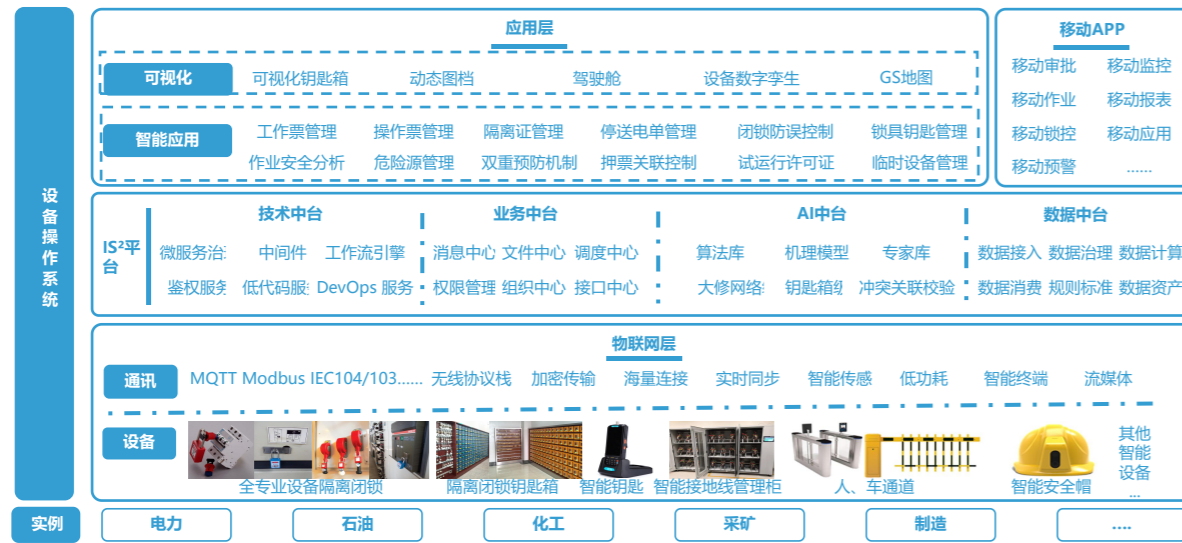 设备操作系统
应用层
可视化 可视化钥匙箱 动态图档 驾驶舱 设备数字孪生 GS地图
智能应用
工作票管理 操作票管理 隔离证管理 停送电单管理 闭锁防误控制 锁具钥匙管理
作业安全分析 危险源管理 双重预防机制 押票关联控制 试运行许可证 临时设备管理
移动APP
移动审批 移动监控
移动作业 移动报表
移动锁控 移动应用
移动预警 ......
IS²平台
技术中台
微服务治 中间件 工作流引擎
鉴权服务 低代码服 DevOps 服务
业务中台
消息中心 文件中心 调度中心
权限管理 组织中心 接口中心
AI中台
算法库 机理模型 专家库
大修网络 钥匙箱 冲突关联校验
数据中台
数据接入 数据治理 数据计算
数据消费 规则标准 数据资产
物联网层
通讯 MQTT Modbus IEC104/103...... 无线协议栈 加密传输 海量连接 实时同步 智能传感 低功耗 智能终端 流媒体
设备
全专业设备隔离闭锁 隔离闭锁钥匙箱 智能钥匙 智能接地线管理柜 人、车通道 智能安全帽
其他
智能
设备
...
实例 电力 石油 化工 采矿 制造 ....